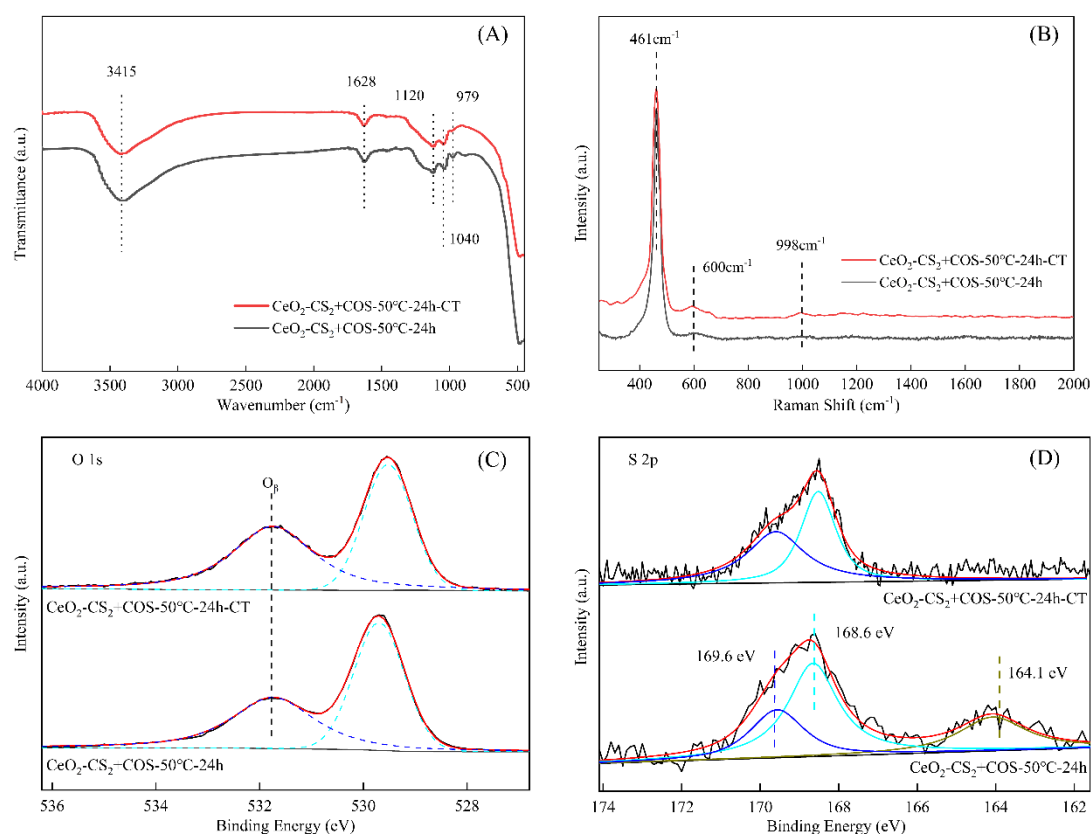 (A)
3415
1628
1120
979
1040
CeO₂-CS₂+COS-50℃-24h-CT
CeO₂-CS₂+COS-50℃-24h
Transmittance (a.u.)
4000 3500 3000 2500 2000 1500 1000 500
Wavenumber (cm⁻¹)
(B)
461cm⁻¹
600cm⁻¹
998cm⁻¹
CeO₂-CS₂+COS-50℃-24h-CT
CeO₂-CS₂+COS-50℃-24h
Intensity (a.u.)
400 600 800 1000 1200 1400 1600 1800 2000
Raman Shift (cm⁻¹)
O 1s
(C)
Oᵦ
CeO₂-CS₂+COS-50℃-24h-CT
CeO₂-CS₂+COS-50℃-24h
Intensity (a.u.)
536 534 532 530 528
Binding Energy (eV)
S 2p
(D)
CeO₂-CS₂+COS-50℃-24h-CT
169.6 eV
168.6 eV
164.1 eV
CeO₂-CS₂+COS-50℃-24h
Intensity (a.u.)
174 172 170 168 166 164 162
Binding Energy (eV)